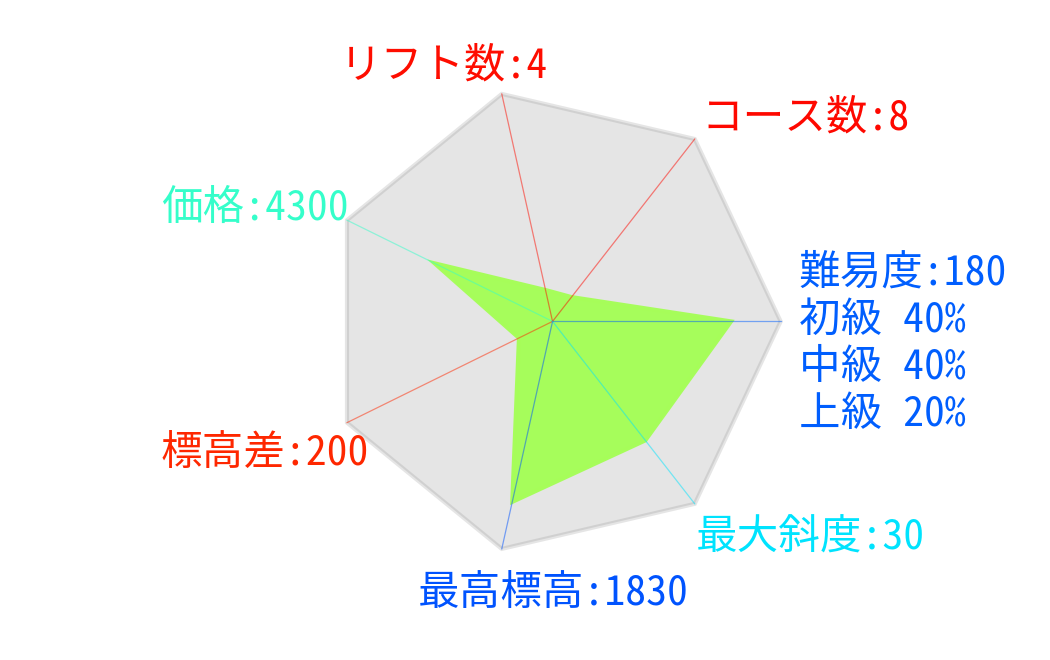 リフト数:4
コース数:8
価格:4300
難易度:180
初級 40%
中級 40%
上級 20%
標高差:200
最大斜度:30
最高標高:1830